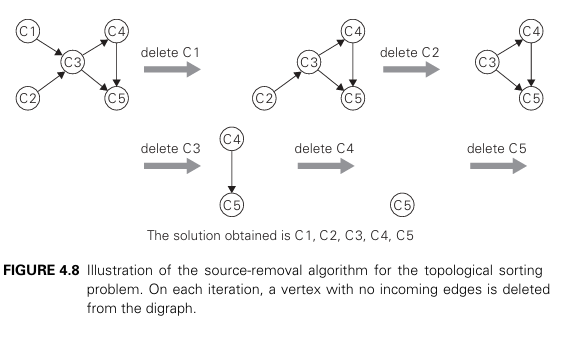 C1
C4
C3
C2
C5
delete C1
C4
C3
C2
C5
delete C2
C4
C3
C5
delete C3
C4
C5
delete C4
C5
delete C5
The solution obtained is C1, C2, C3, C4, C5
FIGURE 4.8 Illustration of the source-removal algorithm for the topological sorting
problem. On each iteration, a vertex with no incoming edges is deleted
from the digraph.